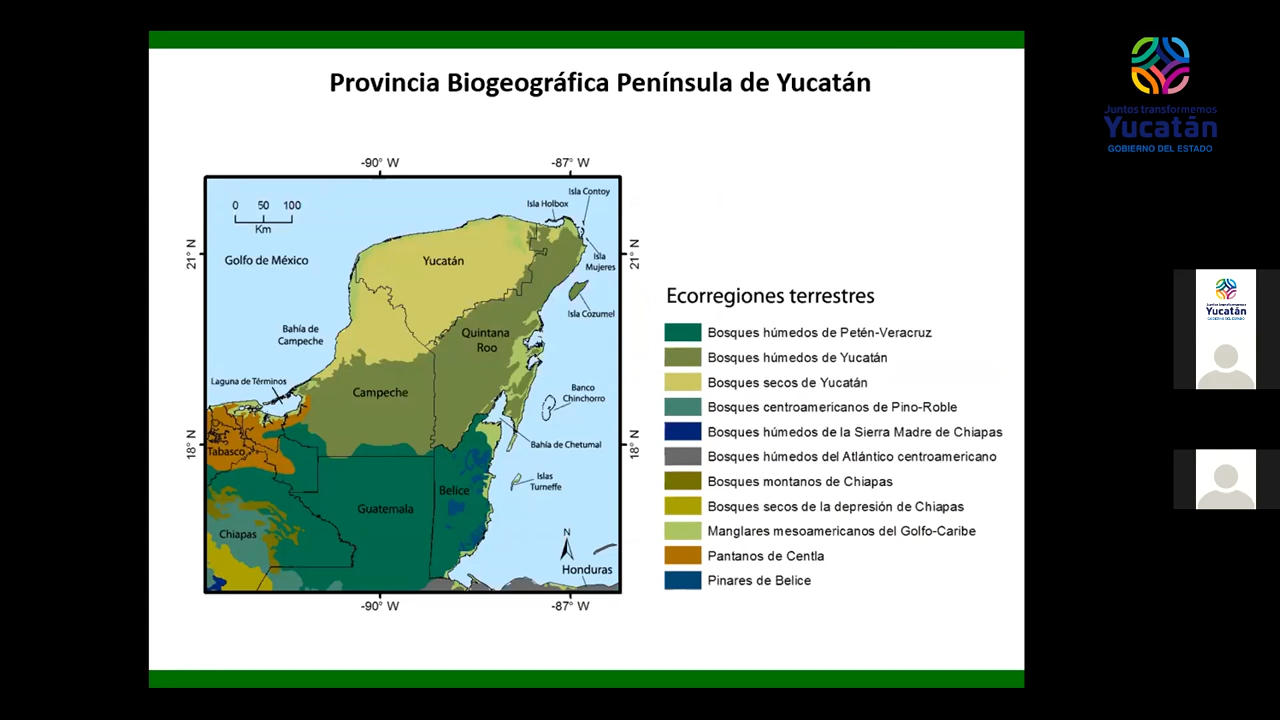 Provincia Biogeográfica Península de Yucatán
Juntos transformemos
Yucatán
GOBIERNO DEL ESTADO
-90° W
-87° W
Isla Contoy
0 50 100
Km
Isla Holbox
21° N
21° N
Golfo de México
Yucatán
Isla
Mujeres
Isla Cozumel
Bahía de
Campeche
Quintana
Roo
Laguna de Términos
Campeche
Banco
Chinchorro
18° N
18° N
Tabasco
Bahía de Chetumal
Belice
Islas
Turneffe
Guatemala
Chiapas
N
Honduras
-90° W
-87° W
Ecorregiones terrestres
Bosques húmedos de Petén-Veracruz
Bosques húmedos de Yucatán
Bosques secos de Yucatán
Bosques centroamericanos de Pino-Roble
Bosques húmedos de la Sierra Madre de Chiapas
Bosques húmedos del Atlántico centroamericano
Bosques montanos de Chiapas
Bosques secos de la depresión de Chiapas
Manglares mesoamericanos del Golfo-Caribe
Pantanos de Centla
Pinares de Belice
Juntos transformemos
Yucatán
GOBIERNO DEL ESTADO